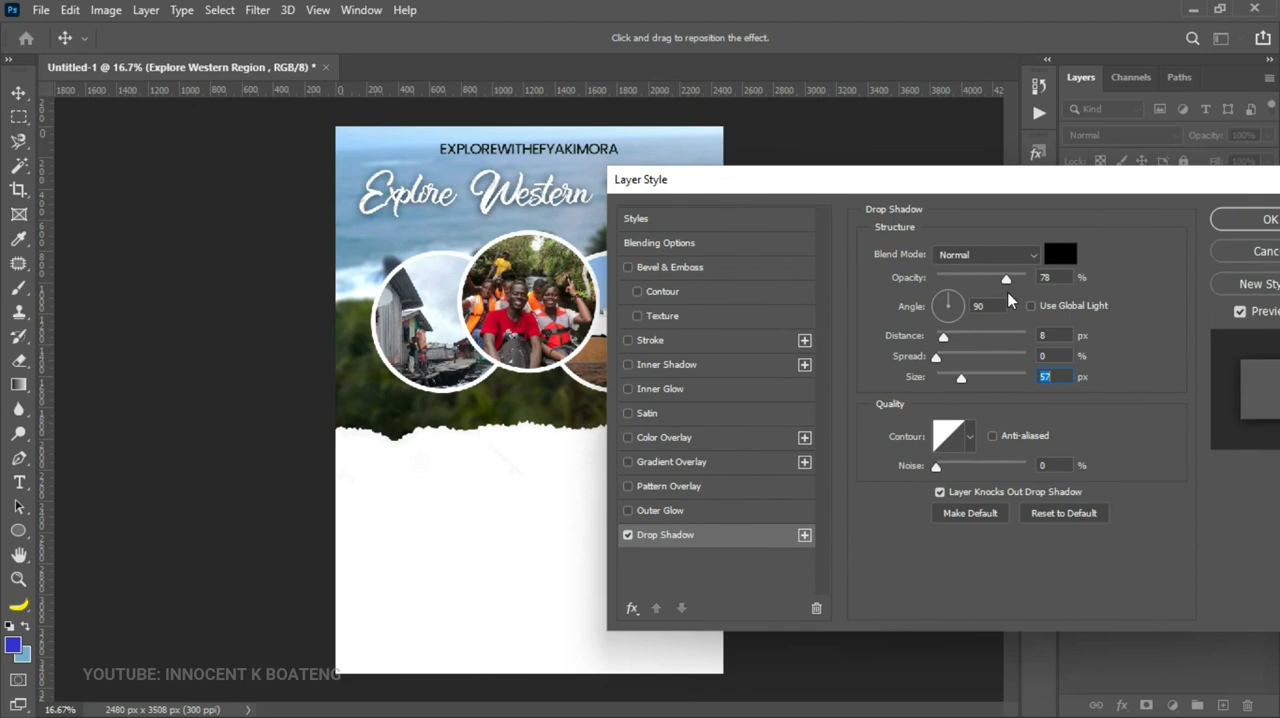 Ps File Edit Image Layer Type Select Filter 3D View Window Help
Click and drag to reposition the effect.
Untitled-1 @ 16.7% (Explore Western Region , RGB/8) * ×
Layers Channels Paths
1800 1600 1400 1200 1000 800 600 400 200 0 200 400 600 800 1000 1200 1400 1600 1800 2000 2200 2400 2600 2800 3000 3200 3400 3600 3800 4000
Kind
Normal Opacity: 100%
Lock: Fill: 100%
EXPLOREWITHEFYAKIMORA
Explore Western
Layer Style
Styles
Blending Options
Bevel & Emboss
Contour
Texture
Stroke
Inner Shadow
Inner Glow
Satin
Color Overlay
Gradient Overlay
Pattern Overlay
Outer Glow
Drop Shadow
fx
Drop Shadow
Structure
Blend Mode: Normal
Opacity: 78 %
Angle: 90 Use Global Light
Distance: 8 px
Spread: 0 %
Size: 57 px
Quality
Contour: Anti-aliased
Noise: 0 %
Layer Knocks Out Drop Shadow
Make Default Reset to Default
OK
Canc
New Sty
Previe
YOUTUBE: INNOCENT K BOATENG
16.67% 2480 px x 3508 px (300 ppi)